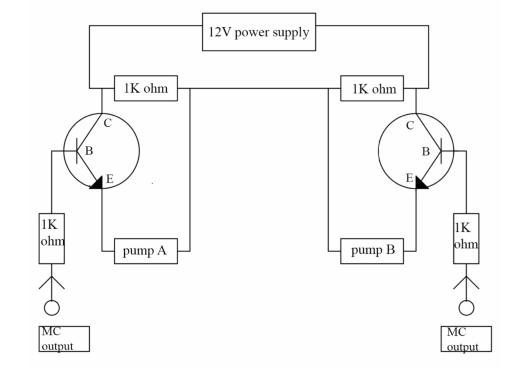 12V power supply
1K ohm
1K ohm
C
C
B
B
E
E
1K
ohm
1K
ohm
pump A
pump B
MC
output
MC
output